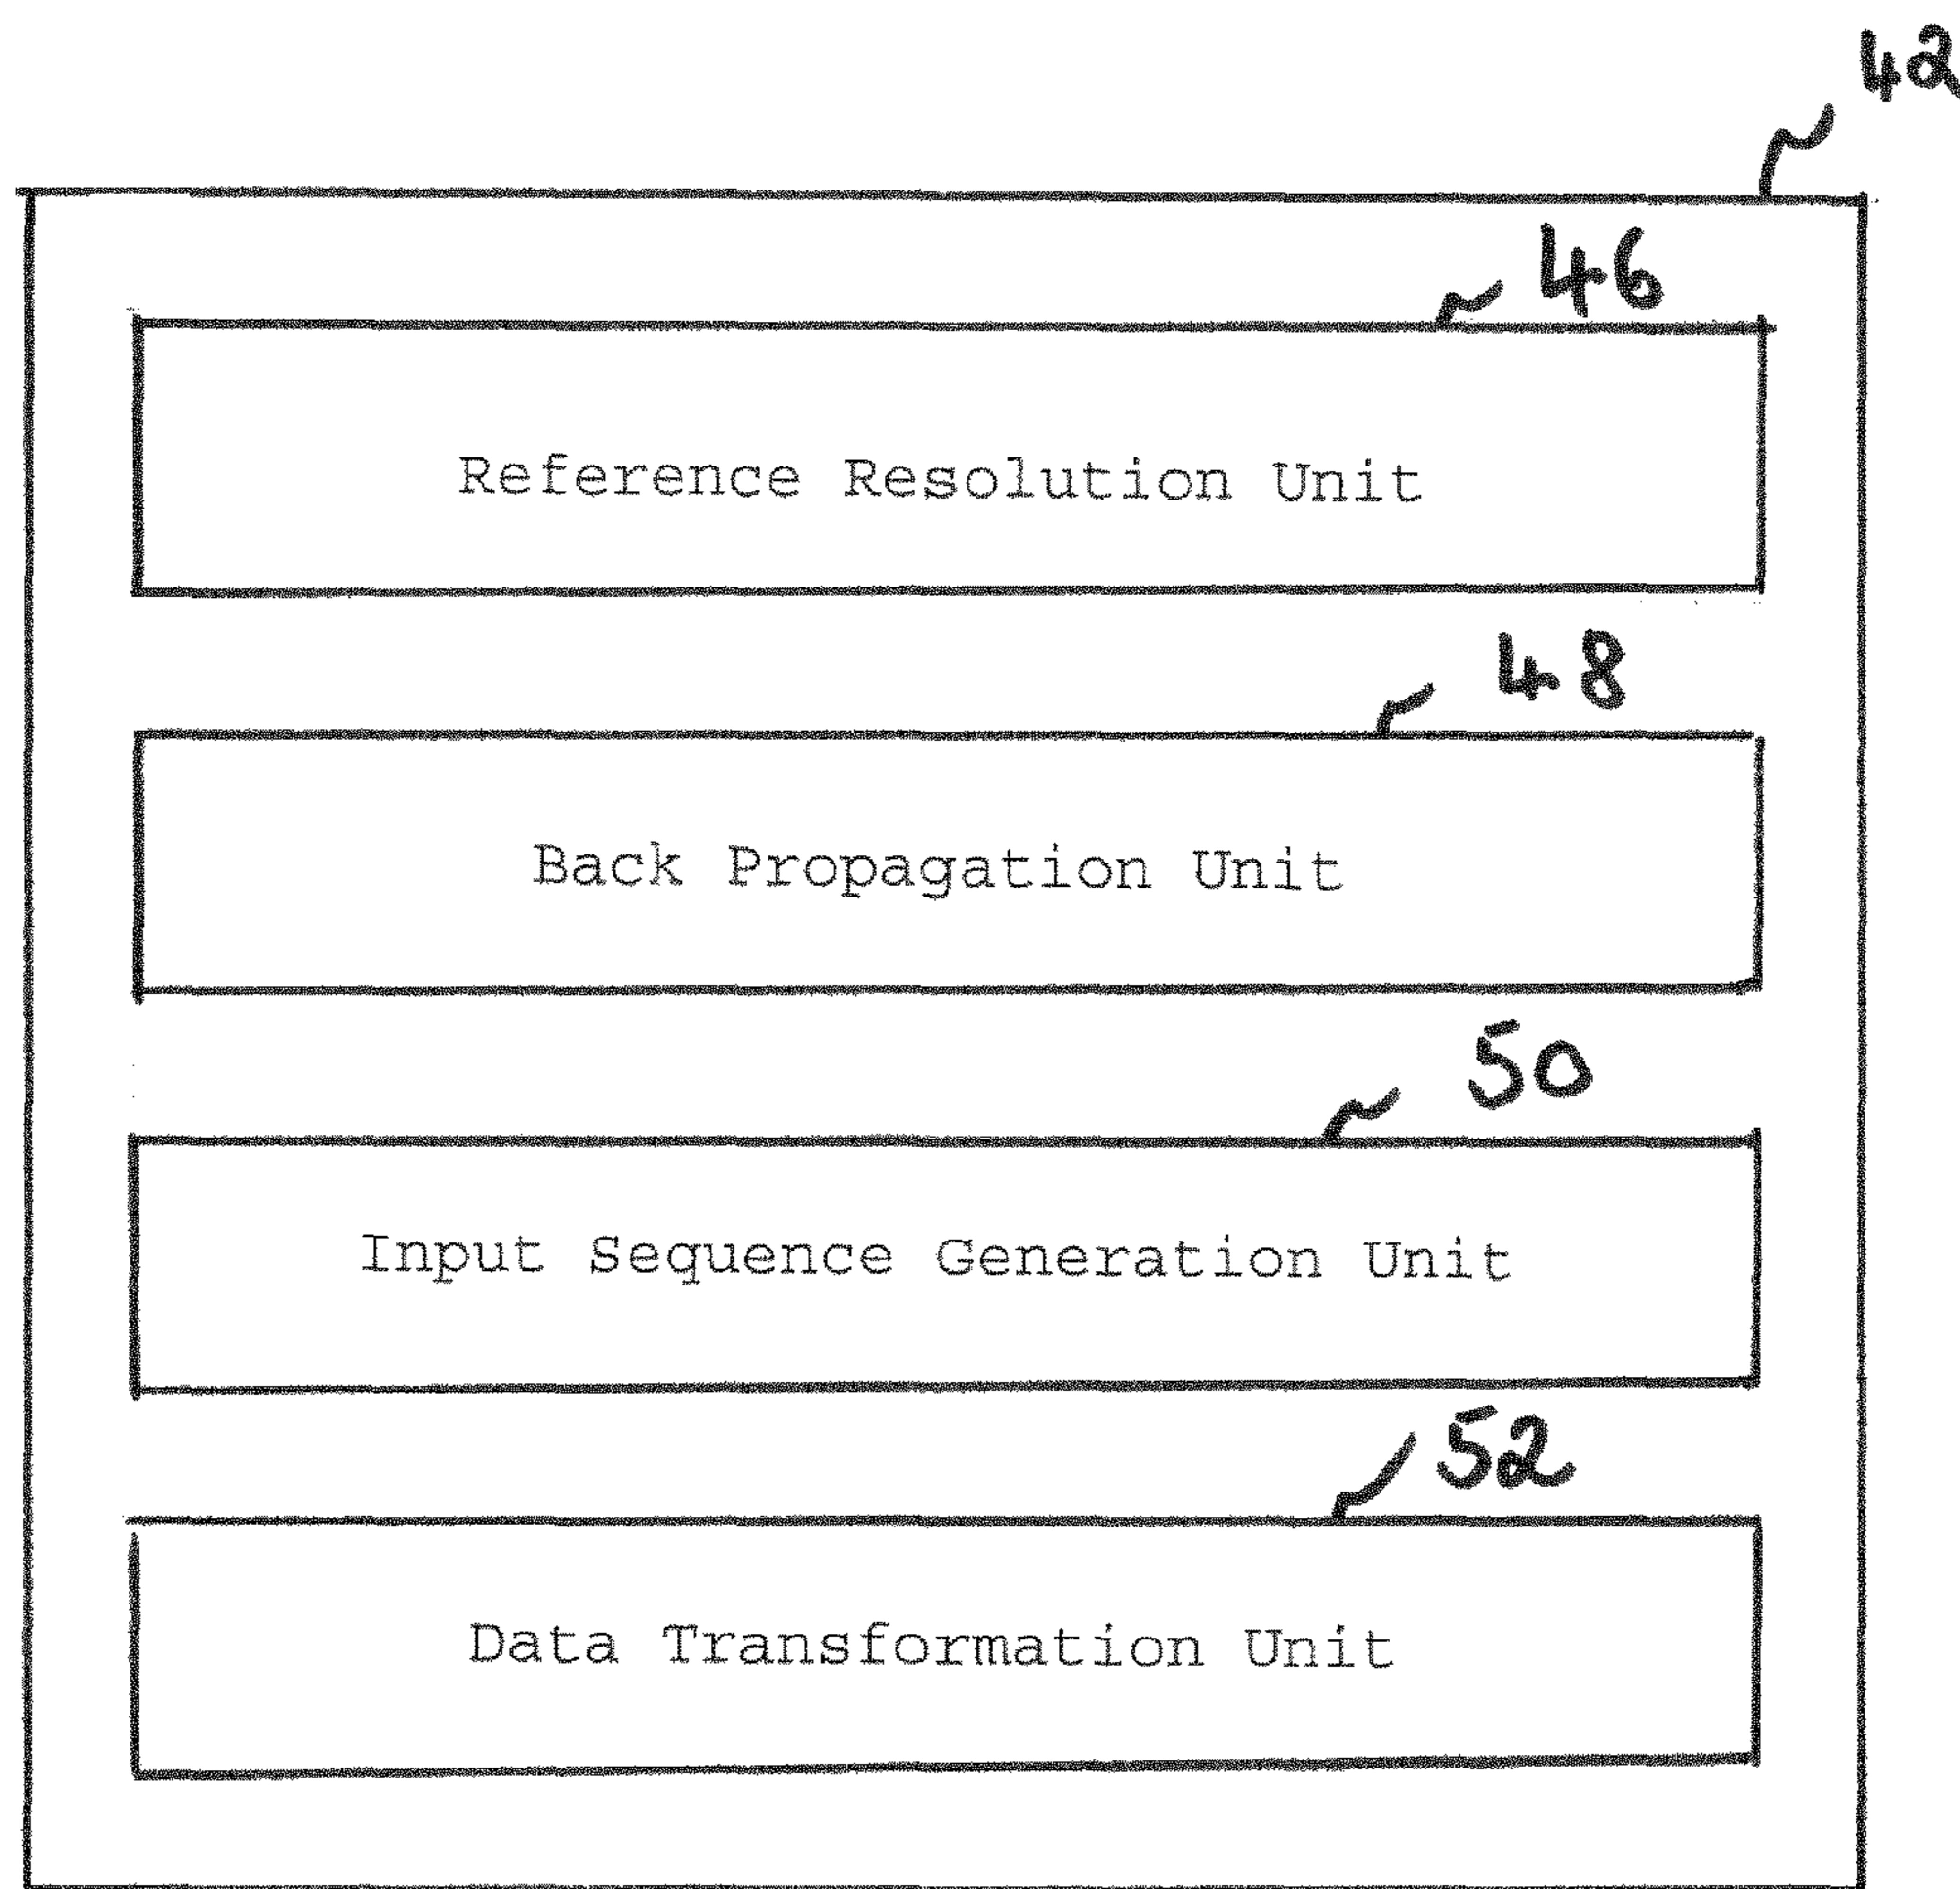 42
46
Reference Resolution Unit
48
Back Propagation Unit
50
Input Sequence Generation Unit
52
Data Transformation Unit